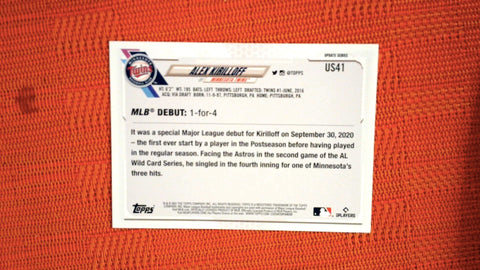 UPDATE SERIES
US41
Twins
ALEX KIRILLOFF
MINNESOTA TWINS
@TOPPS
HT: 6'2" WT: 195 BATS: LEFT THROWS: LEFT DRAFTED: TWINS #1-JUNE, 2016
ACQ: VIA DRAFT BORN: 11-9-97, PITTSBURGH, PA HOME: PITTSBURGH, PA
MLB® DEBUT: 1-for-4
It was a special Major League debut for Kirilloff on September 30, 2020
– the first ever start by a player in the Postseason before having played
in the regular season. Facing the Astros in the second game of the AL
Wild Card Series, he singled in the fourth inning for one of Minnesota's
three hits.
TOPPS
PLAYERS